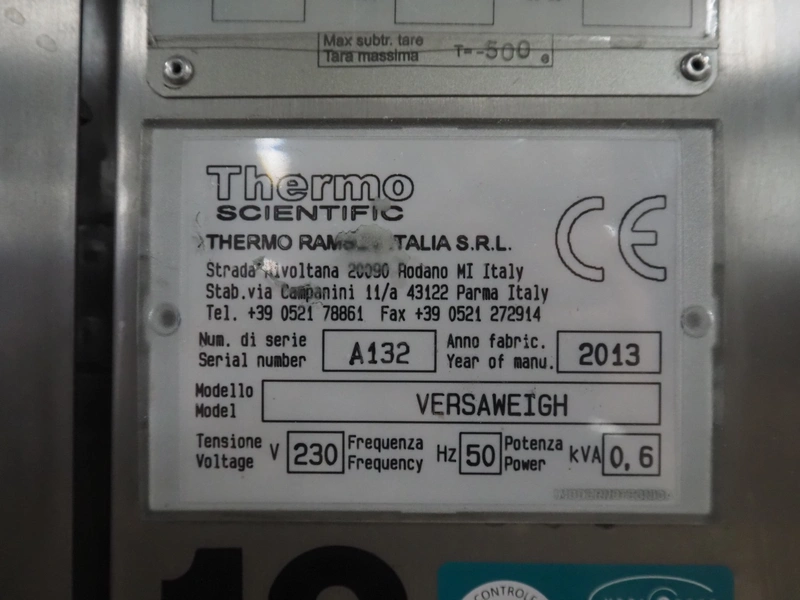 Max subtr. tare
Tara massima T=-500 g
Thermo
SCIENTIFIC
CE
THERMO ITALIA S.R.L.
Strada Rivoltana 20090 Rodano MI Italy
Stab.via Campanini 11/a 43122 Parma Italy
Tel. +39 0521 78861 Fax +39 0521 272914
Num. di serie
Serial number A132
Anno fabric.
Year of manu. 2013
Modello
Model VERSAWEIGH
Tensione
Voltage V 230
Frequenza
Frequency Hz 50
Potenza
Power kVA 0,6
CONTROLE